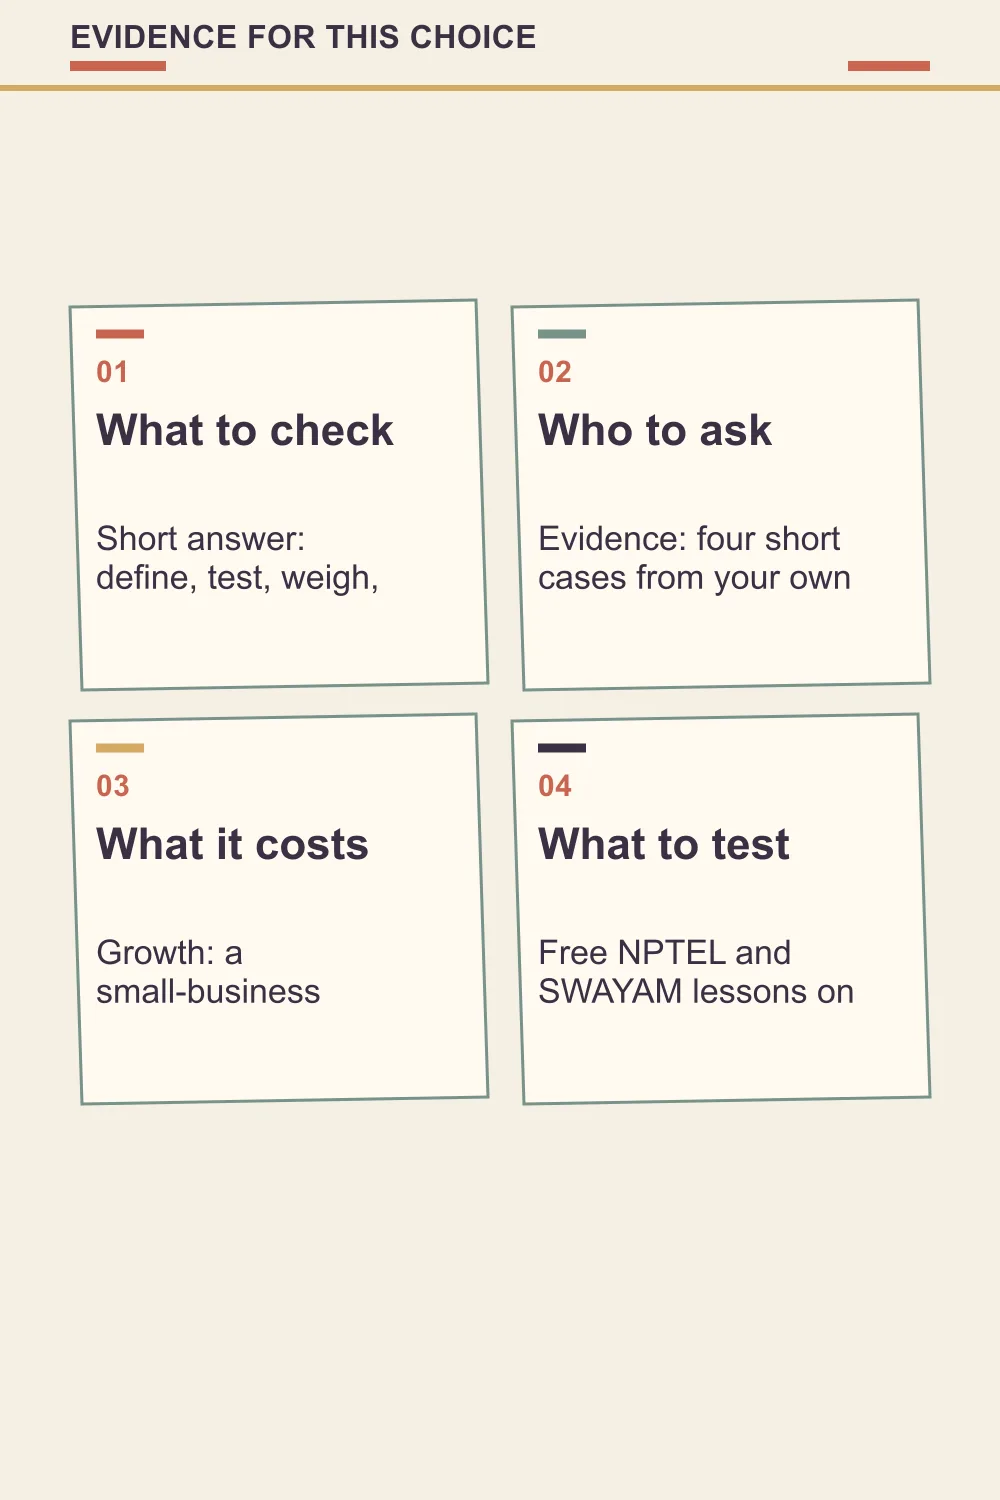 EVIDENCE FOR THIS CHOICE
01
What to check
Short answer:
define, test, weigh,
02
Who to ask
Evidence: four short
cases from your own
03
What it costs
Growth: a
small-business
04
What to test
Free NPTEL and
SWAYAM lessons on